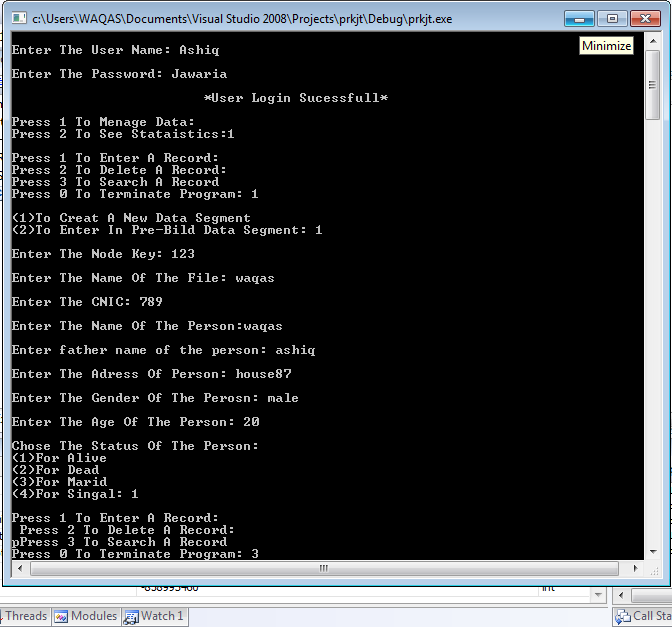 c:\Users\WAQAS\Documents\Visual Studio 2008\Projects\prkjt\Debug\prkjt.exe
Minimize
Enter The User Name: Ashiq
Enter The Password: Jawaria
*User Login Sucessfull*
Press 1 To Menage Data:
Press 2 To See Stataistics:1
Press 1 To Enter A Record:
Press 2 To Delete A Record:
Press 3 To Search A Record
Press 0 To Terminate Program: 1
(1)To Creat A New Data Segment
(2)To Enter In Pre-Bild Data Segment: 1
Enter The Node Key: 123
Enter The Name Of The File: waqas
Enter The CNIC: 789
Enter The Name Of The Person:waqas
Enter father name of the person: ashiq
Enter The Adress Of Person: house87
Enter The Gender Of The Perosn: male
Enter The Age Of The Person: 20
Chose The Status Of The Person:
(1)For Alive
(2)For Dead
(3)For Marid
(4)For Singal: 1
Press 1 To Enter A Record:
Press 2 To Delete A Record:
pPress 3 To Search A Record
Press 0 To Terminate Program: 3
int
Threads Modules Watch 1 Call Sta